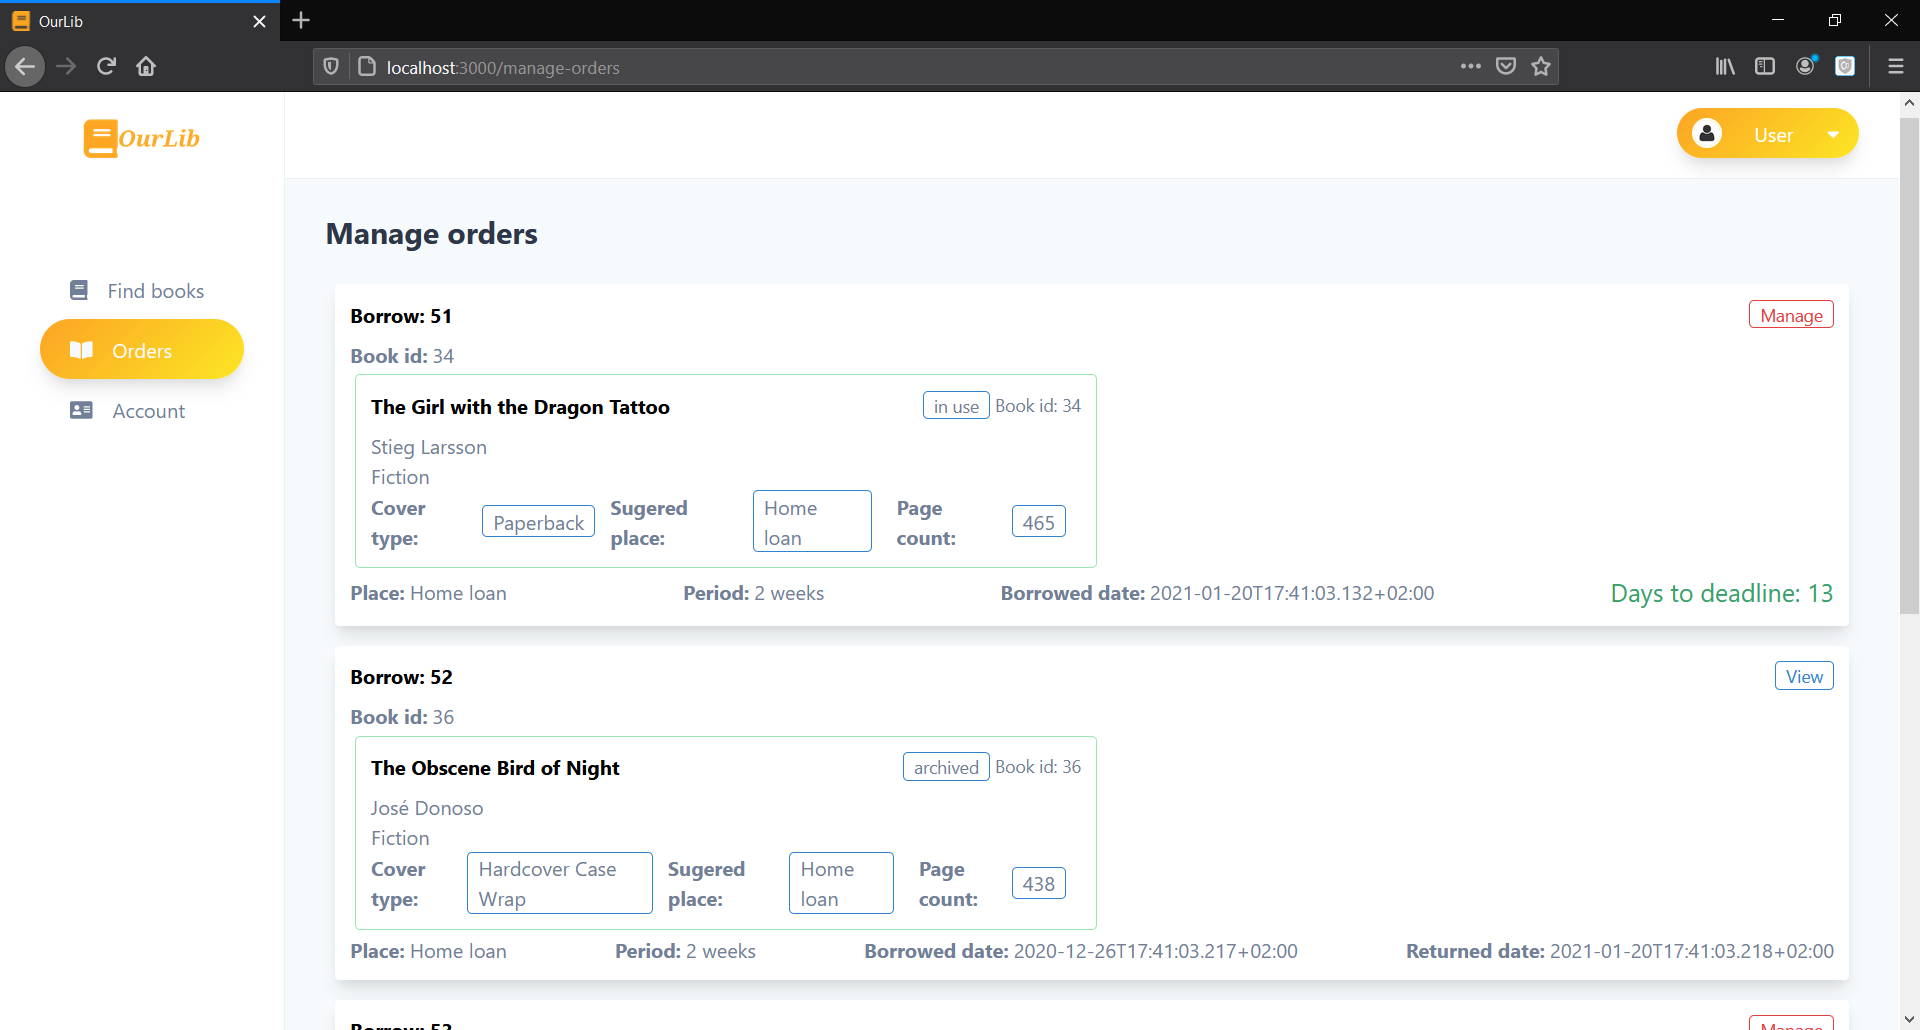 OurLib
localhost:3000/manage-orders
OurLib
User
Find books
Orders
Account
Manage orders
Borrow: 51 Manage
Book id: 34
The Girl with the Dragon Tattoo in use Book id: 34
Stieg Larsson
Fiction
Cover type: Paperback Sugered place: Home loan Page count: 465
Place: Home loan Period: 2 weeks Borrowed date: 2021-01-20T17:41:03.132+02:00 Days to deadline: 13
Borrow: 52 View
Book id: 36
The Obscene Bird of Night archived Book id: 36
José Donoso
Fiction
Cover type: Hardcover Case Wrap Sugered place: Home loan Page count: 438
Place: Home loan Period: 2 weeks Borrowed date: 2020-12-26T17:41:03.217+02:00 Returned date: 2021-01-20T17:41:03.218+02:00
Borrow: 53 Manage